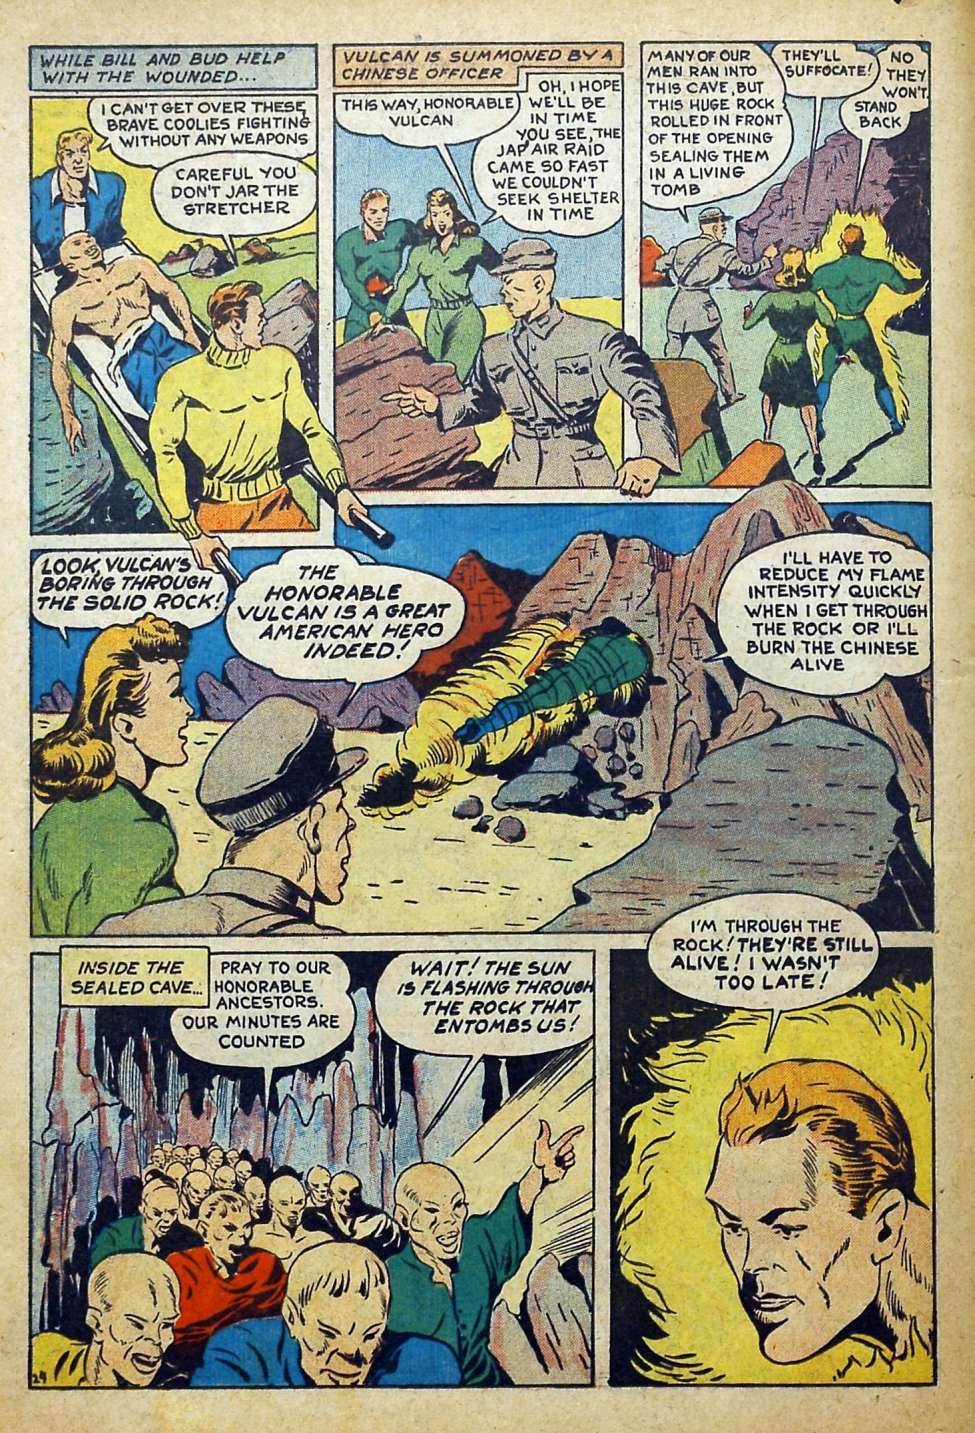 WHILE BILL AND BUD HELP
WITH THE WOUNDED...
I CAN'T GET OVER THESE
BRAVE COOLIES FIGHTING
WITHOUT ANY WEAPONS
CAREFUL YOU
DON'T JAR THE
STRETCHER
VULCAN IS SUMMONED BY A
CHINESE OFFICER
THIS WAY, HONORABLE
VULCAN
OH, I HOPE
WE'LL BE
IN TIME
YOU SEE, THE
JAP AIR RAID
CAME SO FAST
WE COULDN'T
SEEK SHELTER
IN TIME
MANY OF OUR
MEN RAN INTO
THIS CAVE, BUT
THIS HUGE ROCK
ROLLED IN FRONT
OF THE OPENING
SEALING THEM
IN A LIVING
TOMB
THEY'LL
SUFFOCATE!
NO
THEY
WON'T.
STAND
BACK
LOOK, VULCAN'S
BORING THROUGH
THE SOLID ROCK!
THE
HONORABLE
VULCAN IS A GREAT
AMERICAN HERO
INDEED!
I'LL HAVE TO
REDUCE MY FLAME
INTENSITY QUICKLY
WHEN I GET THROUGH
THE ROCK OR I'LL
BURN THE CHINESE
ALIVE
INSIDE THE
SEALED CAVE...
PRAY TO OUR
HONORABLE
ANCESTORS.
OUR MINUTES ARE
COUNTED
WAIT! THE SUN
IS FLASHING THROUGH
THE ROCK THAT
ENTOMBS US!
I'M THROUGH THE
ROCK! THEY'RE STILL
ALIVE! I WASN'T
TOO LATE!
24